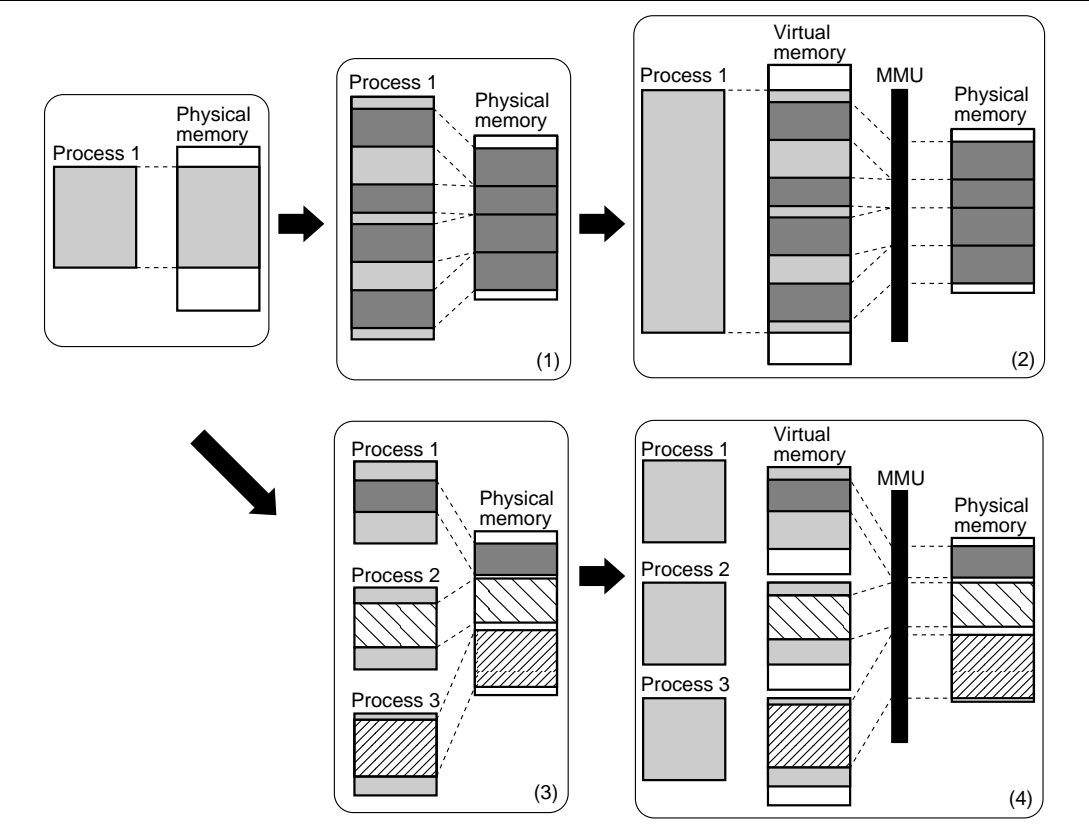 Process 1
Physical
memory
Process 1
Physical
memory
(1)
Process 1
Virtual
memory
MMU
Physical
memory
(2)
Process 1
Process 2
Process 3
Physical
memory
(3)
Process 1
Process 2
Process 3
Virtual
memory
MMU
Physical
memory
(4)